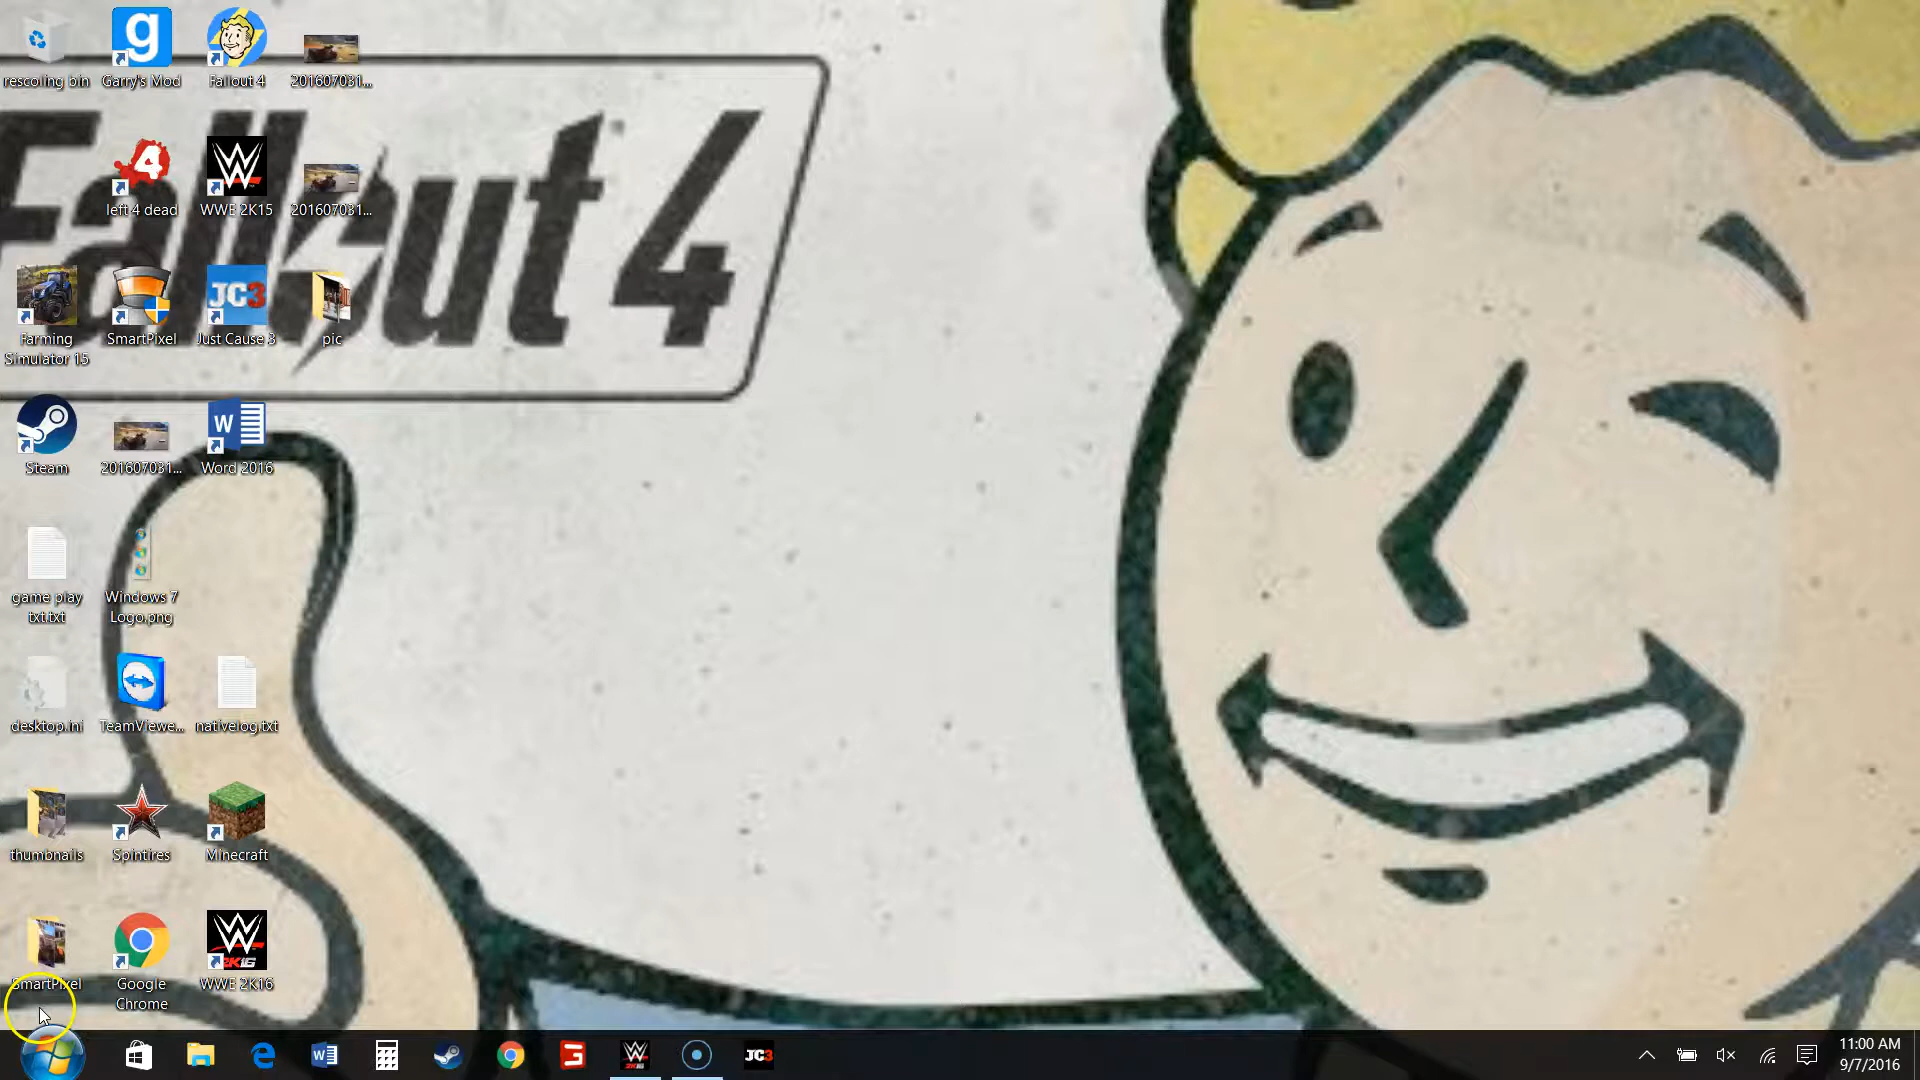 rescoling bin
Garry's Mod
Fallout 4
201607031...
Fallout 4
left 4 dead
WWE 2K15
201607031...
Farming
Simulator 15
SmartPixel
JC3
Just Cause 3
pic
Steam
201607031...
Word 2016
game play
txt.txt
Windows 7
Logo.png
desktop.ini
TeamViewe...
nativelog.txt
thumbnails
Spintires
Minecraft
SmartPixel
Google
Chrome
2K16
WWE 2K16
JC3
11:00 AM
9/7/2016